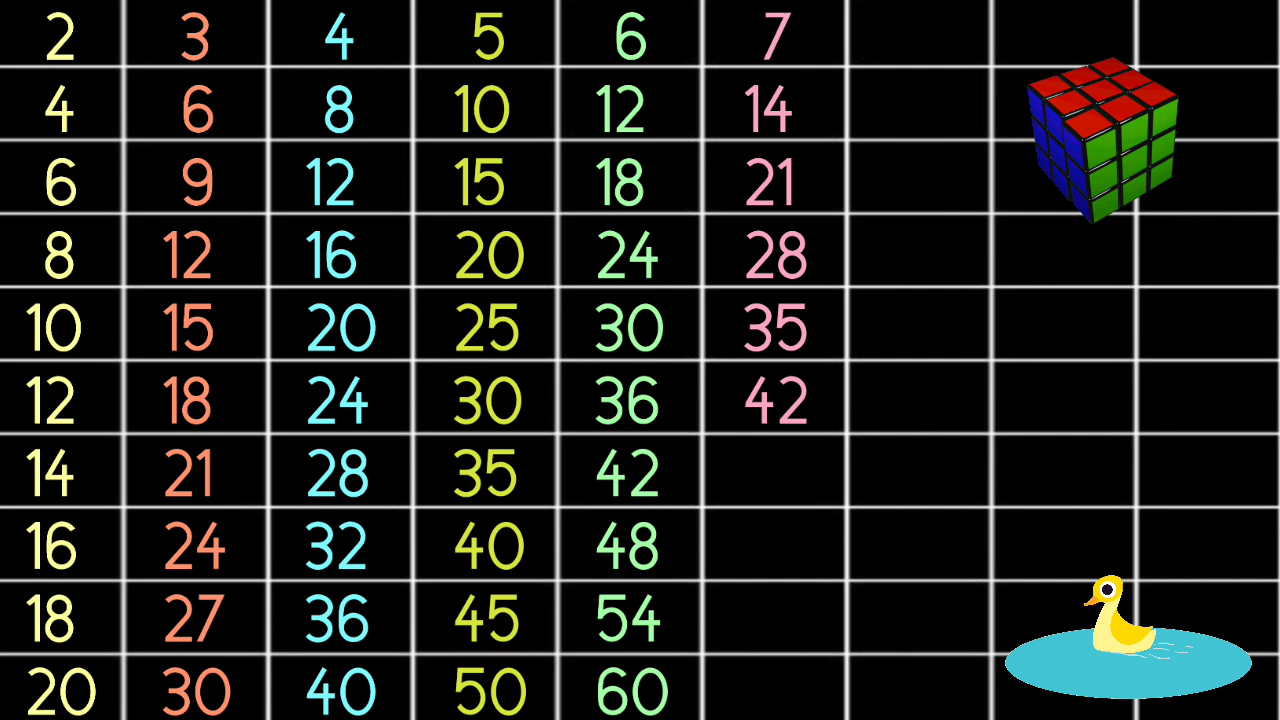 2 3 4 5 6 7
4 6 8 10 12 14
6 9 12 15 18 21
8 12 16 20 24 28
10 15 20 25 30 35
12 18 24 30 36 42
14 21 28 35 42
16 24 32 40 48
18 27 36 45 54
20 30 40 50 60